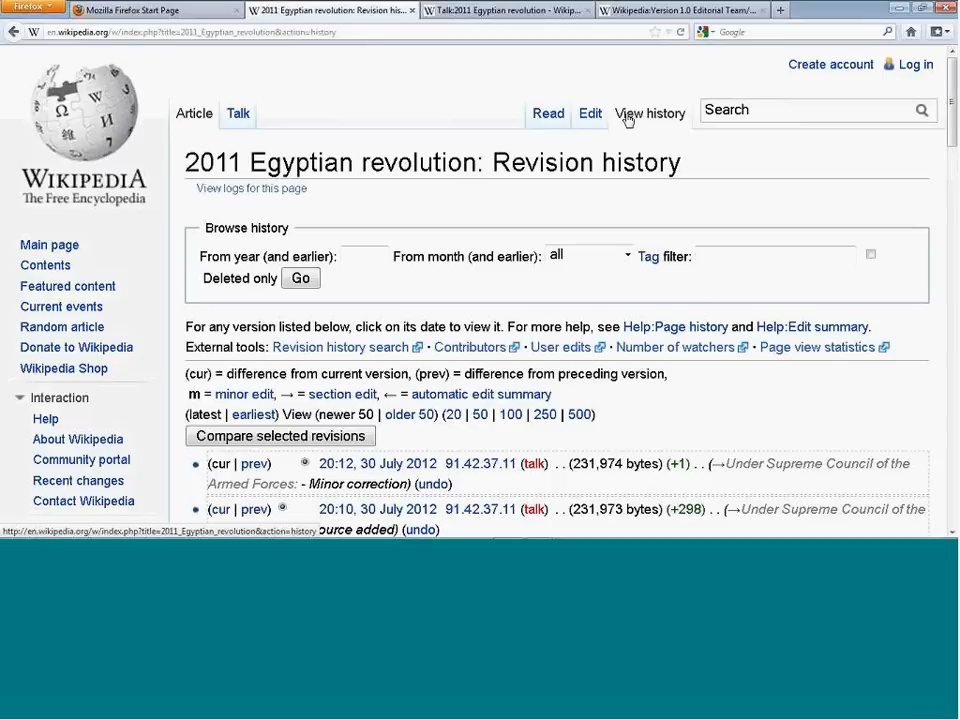 Firefox
Mozilla Firefox Start Page
2011 Egyptian revolution: Revision his...
Talk:2011 Egyptian revolution - Wikip...
Wikipedia:Version 1.0 Editorial Team/...
en.wikipedia.org/w/index.php?title=2011_Egyptian_revolution&action=history
Google
Create account
Log in
Article
Talk
Read
Edit
View history
Search
WIKIPEDIA
The Free Encyclopedia
2011 Egyptian revolution: Revision history
View logs for this page
Main page
Contents
Featured content
Current events
Random article
Donate to Wikipedia
Wikipedia Shop
Interaction
Help
About Wikipedia
Community portal
Recent changes
Contact Wikipedia
Browse history
From year (and earlier): From month (and earlier): all Tag filter:
Deleted only Go
For any version listed below, click on its date to view it. For more help, see Help:Page history and Help:Edit summary.
External tools: Revision history search · Contributors · User edits · Number of watchers · Page view statistics
(cur) = difference from current version, (prev) = difference from preceding version,
m = minor edit, → = section edit, ← = automatic edit summary
(latest | earliest) View (newer 50 | older 50) (20 | 50 | 100 | 250 | 500)
Compare selected revisions
(cur | prev) 20:12, 30 July 2012 91.42.37.11 (talk) . . (231,974 bytes) (+1) . . (→Under Supreme Council of the
Armed Forces: - Minor correction) (undo)
(cur | prev) 20:10, 30 July 2012 91.42.37.11 (talk) . . (231,973 bytes) (+298) . . (→Under Supreme Council of the
ource added) (undo)
http://en.wikipedia.org/w/index.php?title=2011_Egyptian_revolution&action=history